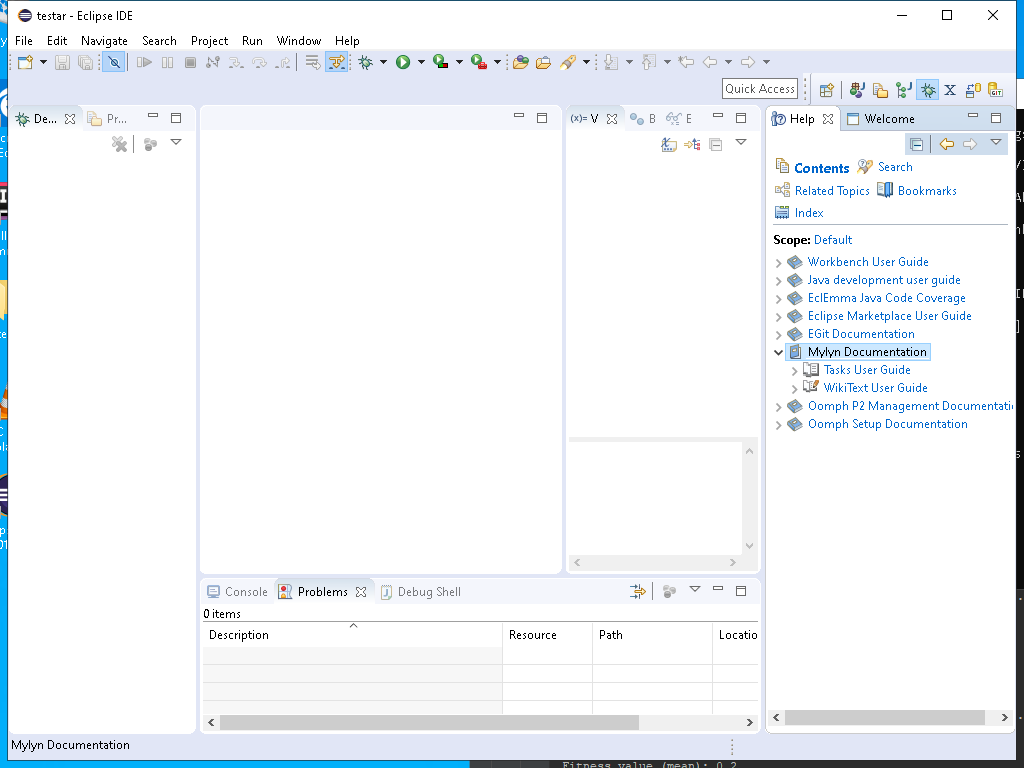 testar - Eclipse IDE
File Edit Navigate Search Project Run Window Help
Quick Access
De... Pr... (x)= V B E Help Welcome
Contents Search
Related Topics Bookmarks
Index
Scope: Default
Workbench User Guide
Java development user guide
EclEmma Java Code Coverage
Eclipse Marketplace User Guide
EGit Documentation
Mylyn Documentation
Tasks User Guide
WikiText User Guide
Oomph P2 Management Documentati
Oomph Setup Documentation
Console Problems Debug Shell
0 items
Description Resource Path Locatio
Mylyn Documentation
Fitness value (mean): 0.2